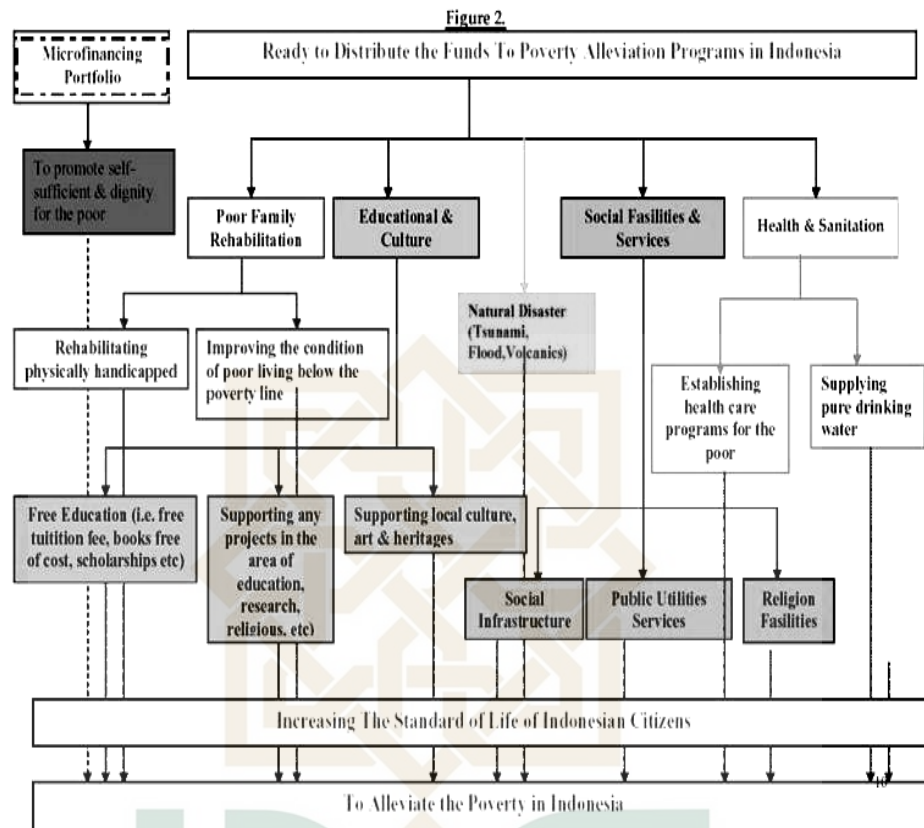 Figure 2.
Microfinancing
Portfolio
Ready to Distribute the Funds To Poverty Alleviation Programs in Indonesia
To promote self-
sufficient & dignity
for the poor
Poor Family
Rehabilitation
Educational &
Culture
Social Fasilities &
Services
Health & Sanitation
Natural Disaster
(Tsunami,
Flood,Volcanics)
Rehabilitating
physically handicapped
Improving the condition
of poor living below the
poverty line
Establishing
health care
programs for the
poor
Supplying
pure drinking
water
Free Education (i.e. free
tuitition fee, books free
of cost, scholarships etc)
Supporting any
projects in the
area of
education,
research,
religious, etc)
Supporting local culture,
art & heritages
Social
Infrastructure
Public Utilities
Services
Religion
Fasilities
Increasing The Standard of Life of Indonesian Citizens
To Alleviate the Poverty in Indonesia